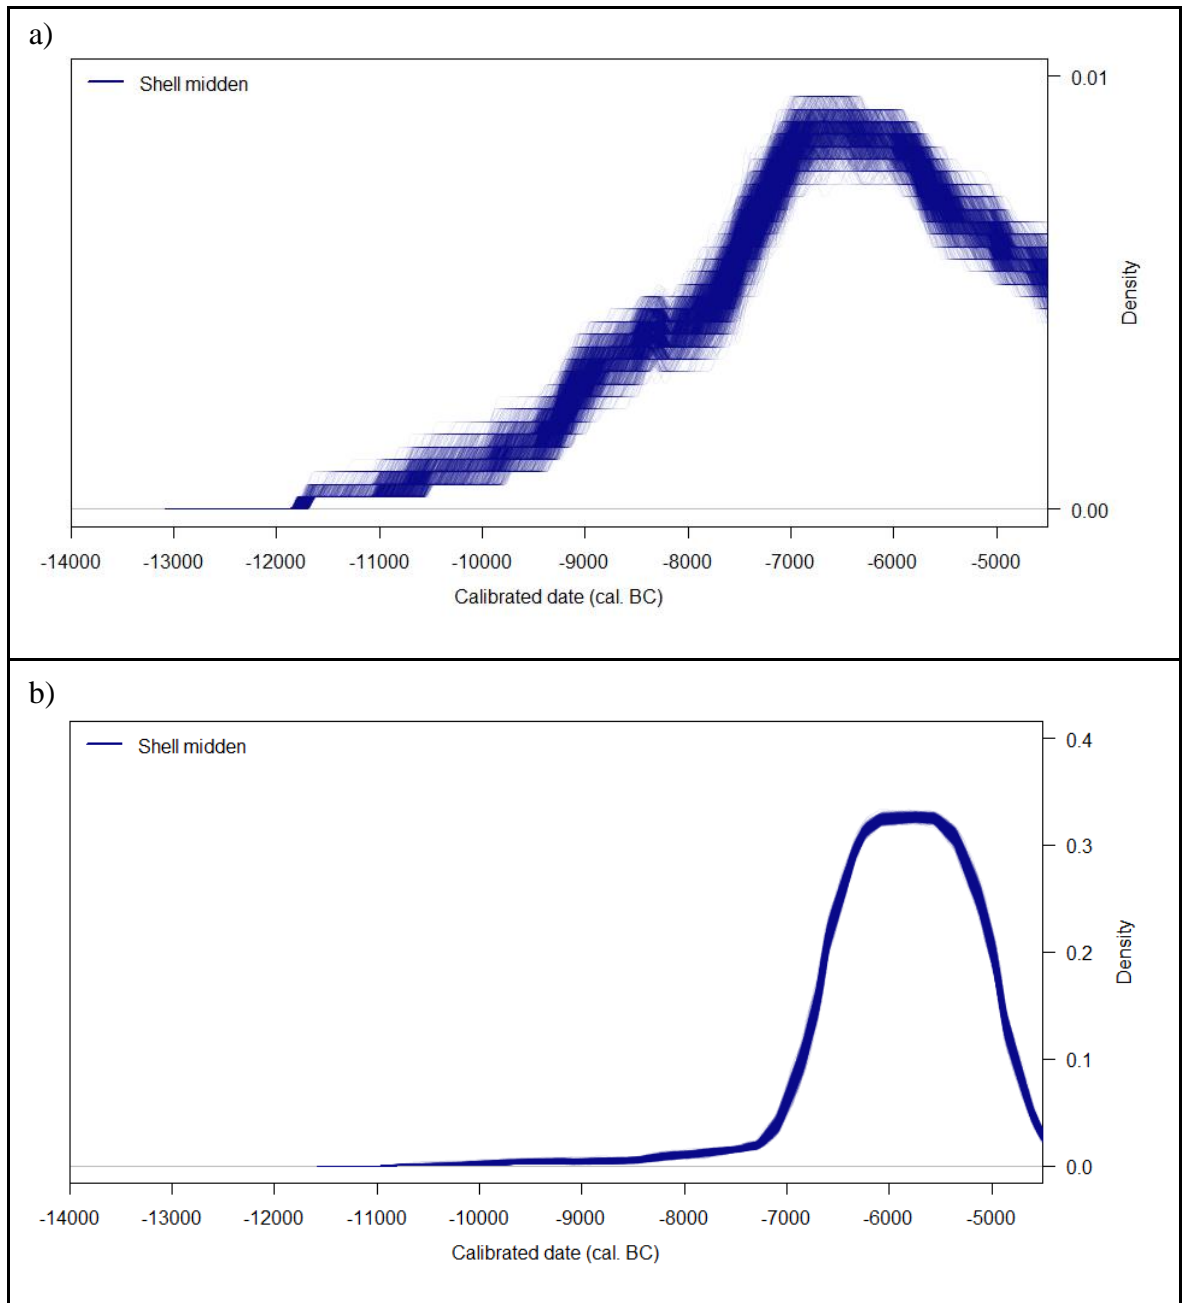 a)
Shell midden
0.01
Density
0.00
-14000 -13000 -12000 -11000 -10000 -9000 -8000 -7000 -6000 -5000
Calibrated date (cal. BC)
b)
Shell midden
0.4
0.3
Density
0.2
0.1
0.0
-14000 -13000 -12000 -11000 -10000 -9000 -8000 -7000 -6000 -5000
Calibrated date (cal. BC)